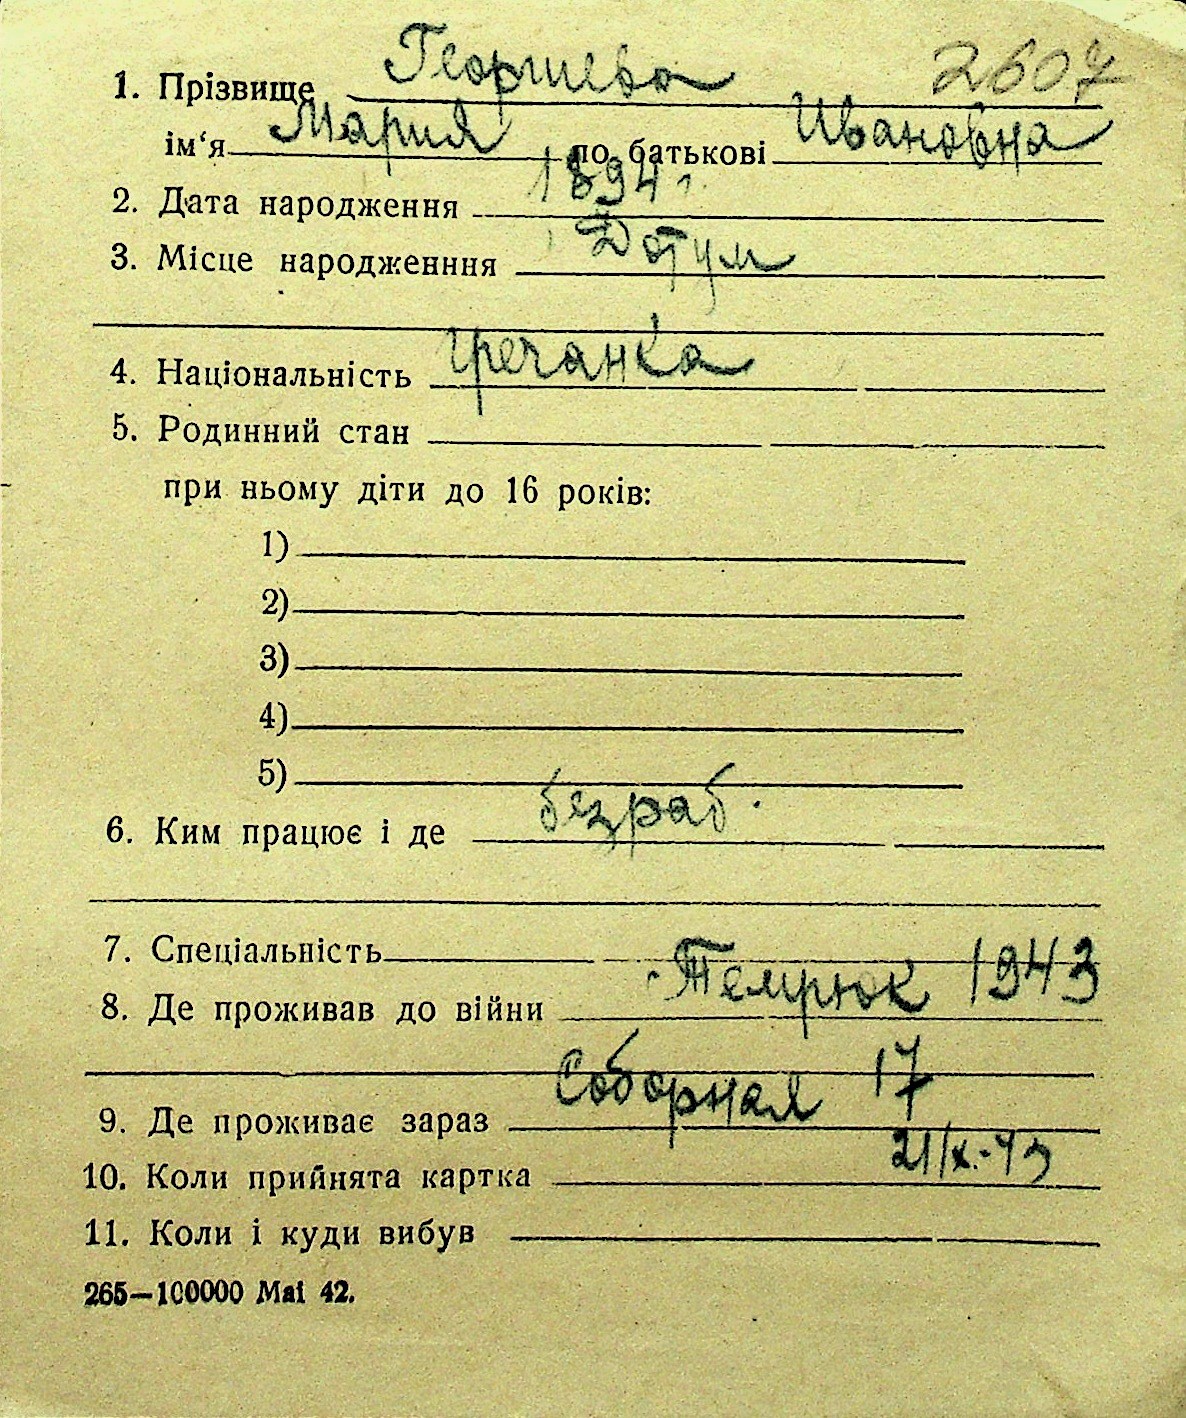 1. Прізвище Георгиева 2607
ім‘я Мария по батькові Ивановна
2. Дата народження 1894 г.
3. Місце народженння Дотум
4. Національність гречанка
5. Родинний стан
при ньому діти до 16 років:
1)
2)
3)
4)
5)
6. Ким працює і де безраб.
7. Спеціальність
8. Де проживав до війни Темрюк 1943
9. Де проживає зараз Соборная 17
10. Коли прийнята картка 21/X.-43
11. Коли і куди вибув
265—100000 Mai 42.